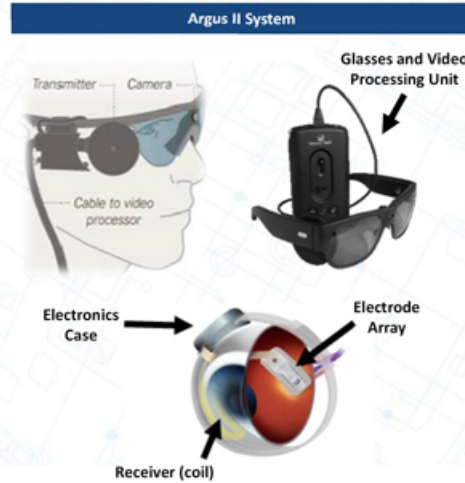 Argus II System
Glasses and Video
Processing Unit
Transmitter
Camera
Cable to video
processor
Electronics
Case
Electrode
Array
Receiver (coil)